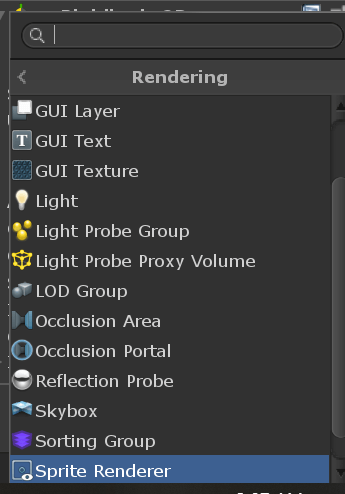 Rendering
GUI Layer
GUI Text
GUI Texture
Light
Light Probe Group
Light Probe Proxy Volume
LOD Group
Occlusion Area
Occlusion Portal
Reflection Probe
Skybox
Sorting Group
Sprite Renderer